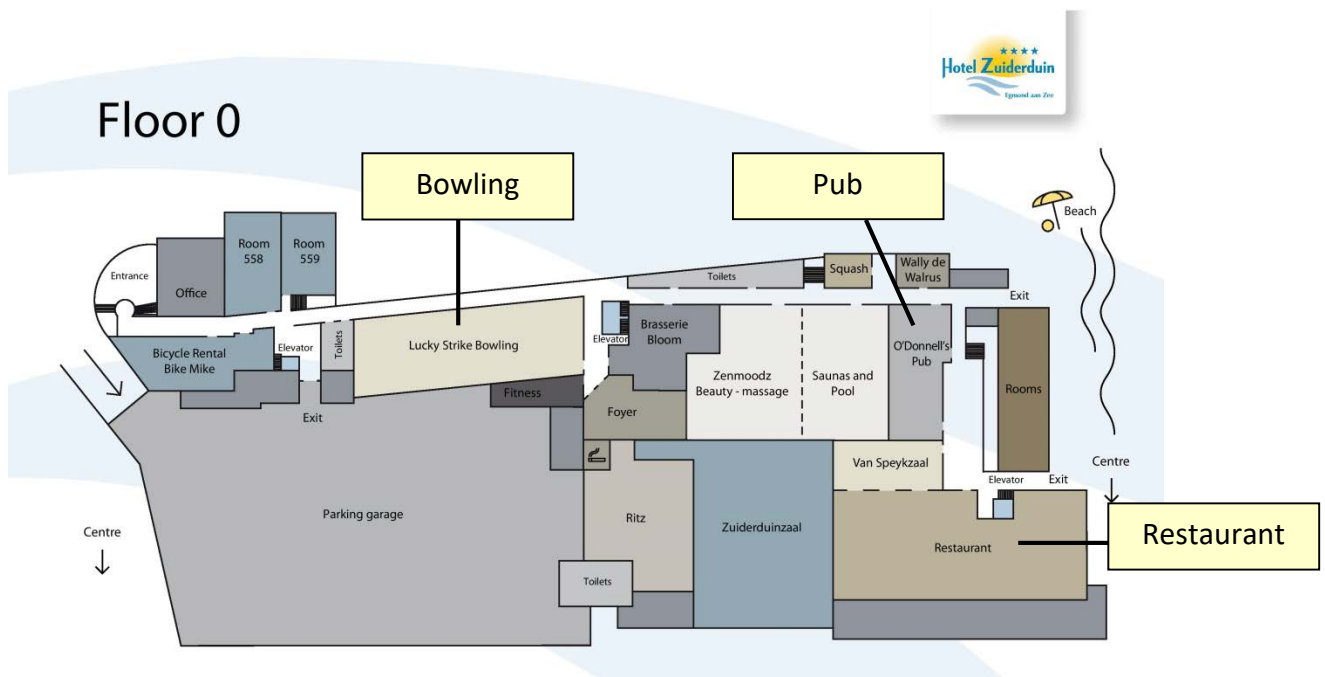 Hotel Zuiderduin
Egmond aan Zee
Floor 0
Bowling
Pub
Beach
Room
558
Room
559
Entrance
Office
Toilets
Squash
Wally de
Walrus
Exit
Bicycle Rental
Bike Mike
Elevator
Toilets
Lucky Strike Bowling
Elevator
Brasserie
Bloom
Zenmoodz
Beauty - massage
Saunas and
Pool
O'Donnell's
Pub
Rooms
Fitness
Foyer
Exit
Van Speykzaal
Centre
Elevator
Exit
Parking garage
Ritz
Zuiderduinzaal
Restaurant
Restaurant
Centre
Toilets